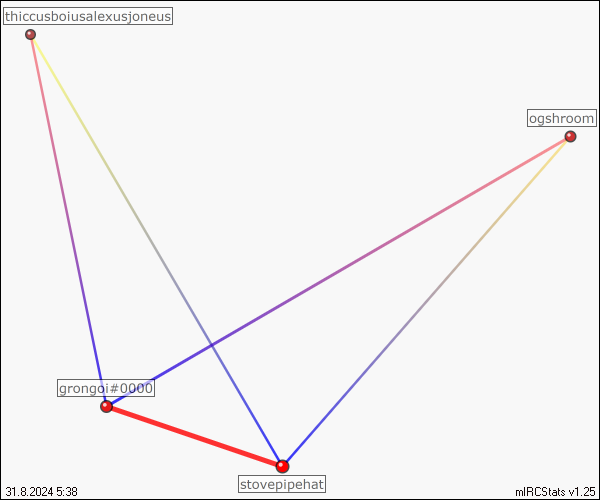 thiccusboiusalexusjoneus
ogshroom
grongoi#0000
stovepipehat
31.8.2024 5:38
mIRCStats v1.25